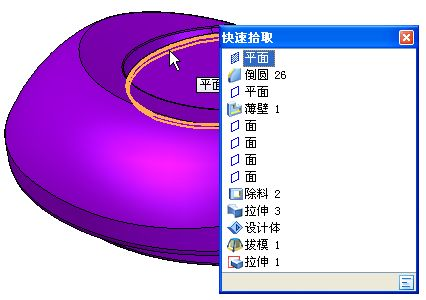 快速拾取
平面
倒圆 26
平面
平面
薄壁 1
面
面
面
面
除料 2
拉伸 3
设计体
拔模 1
拉伸 1